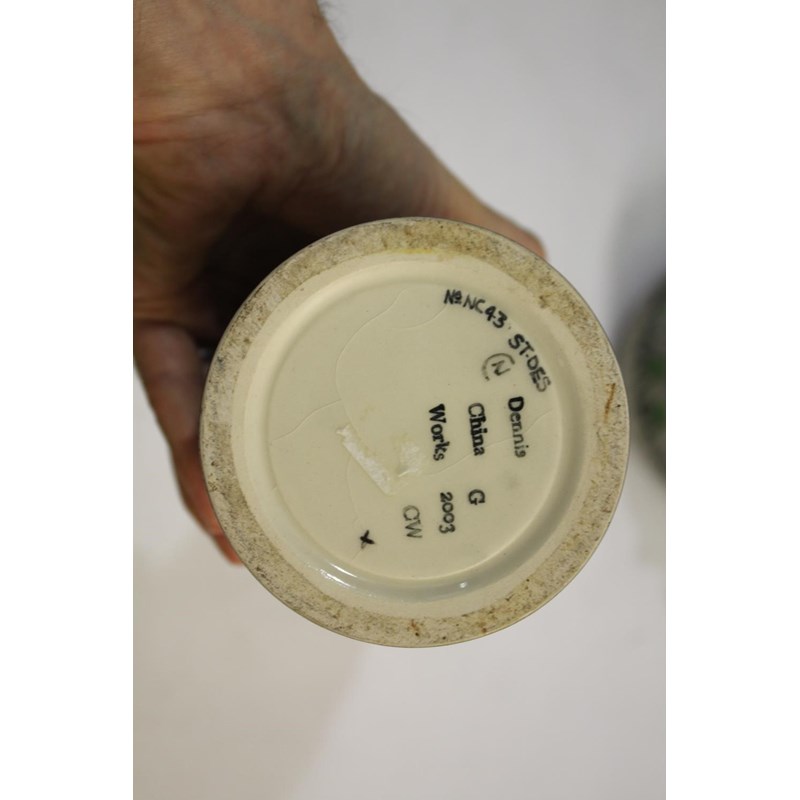 No NC43 ST.DES
N
Dennis
China G
Works 2003
CW
x